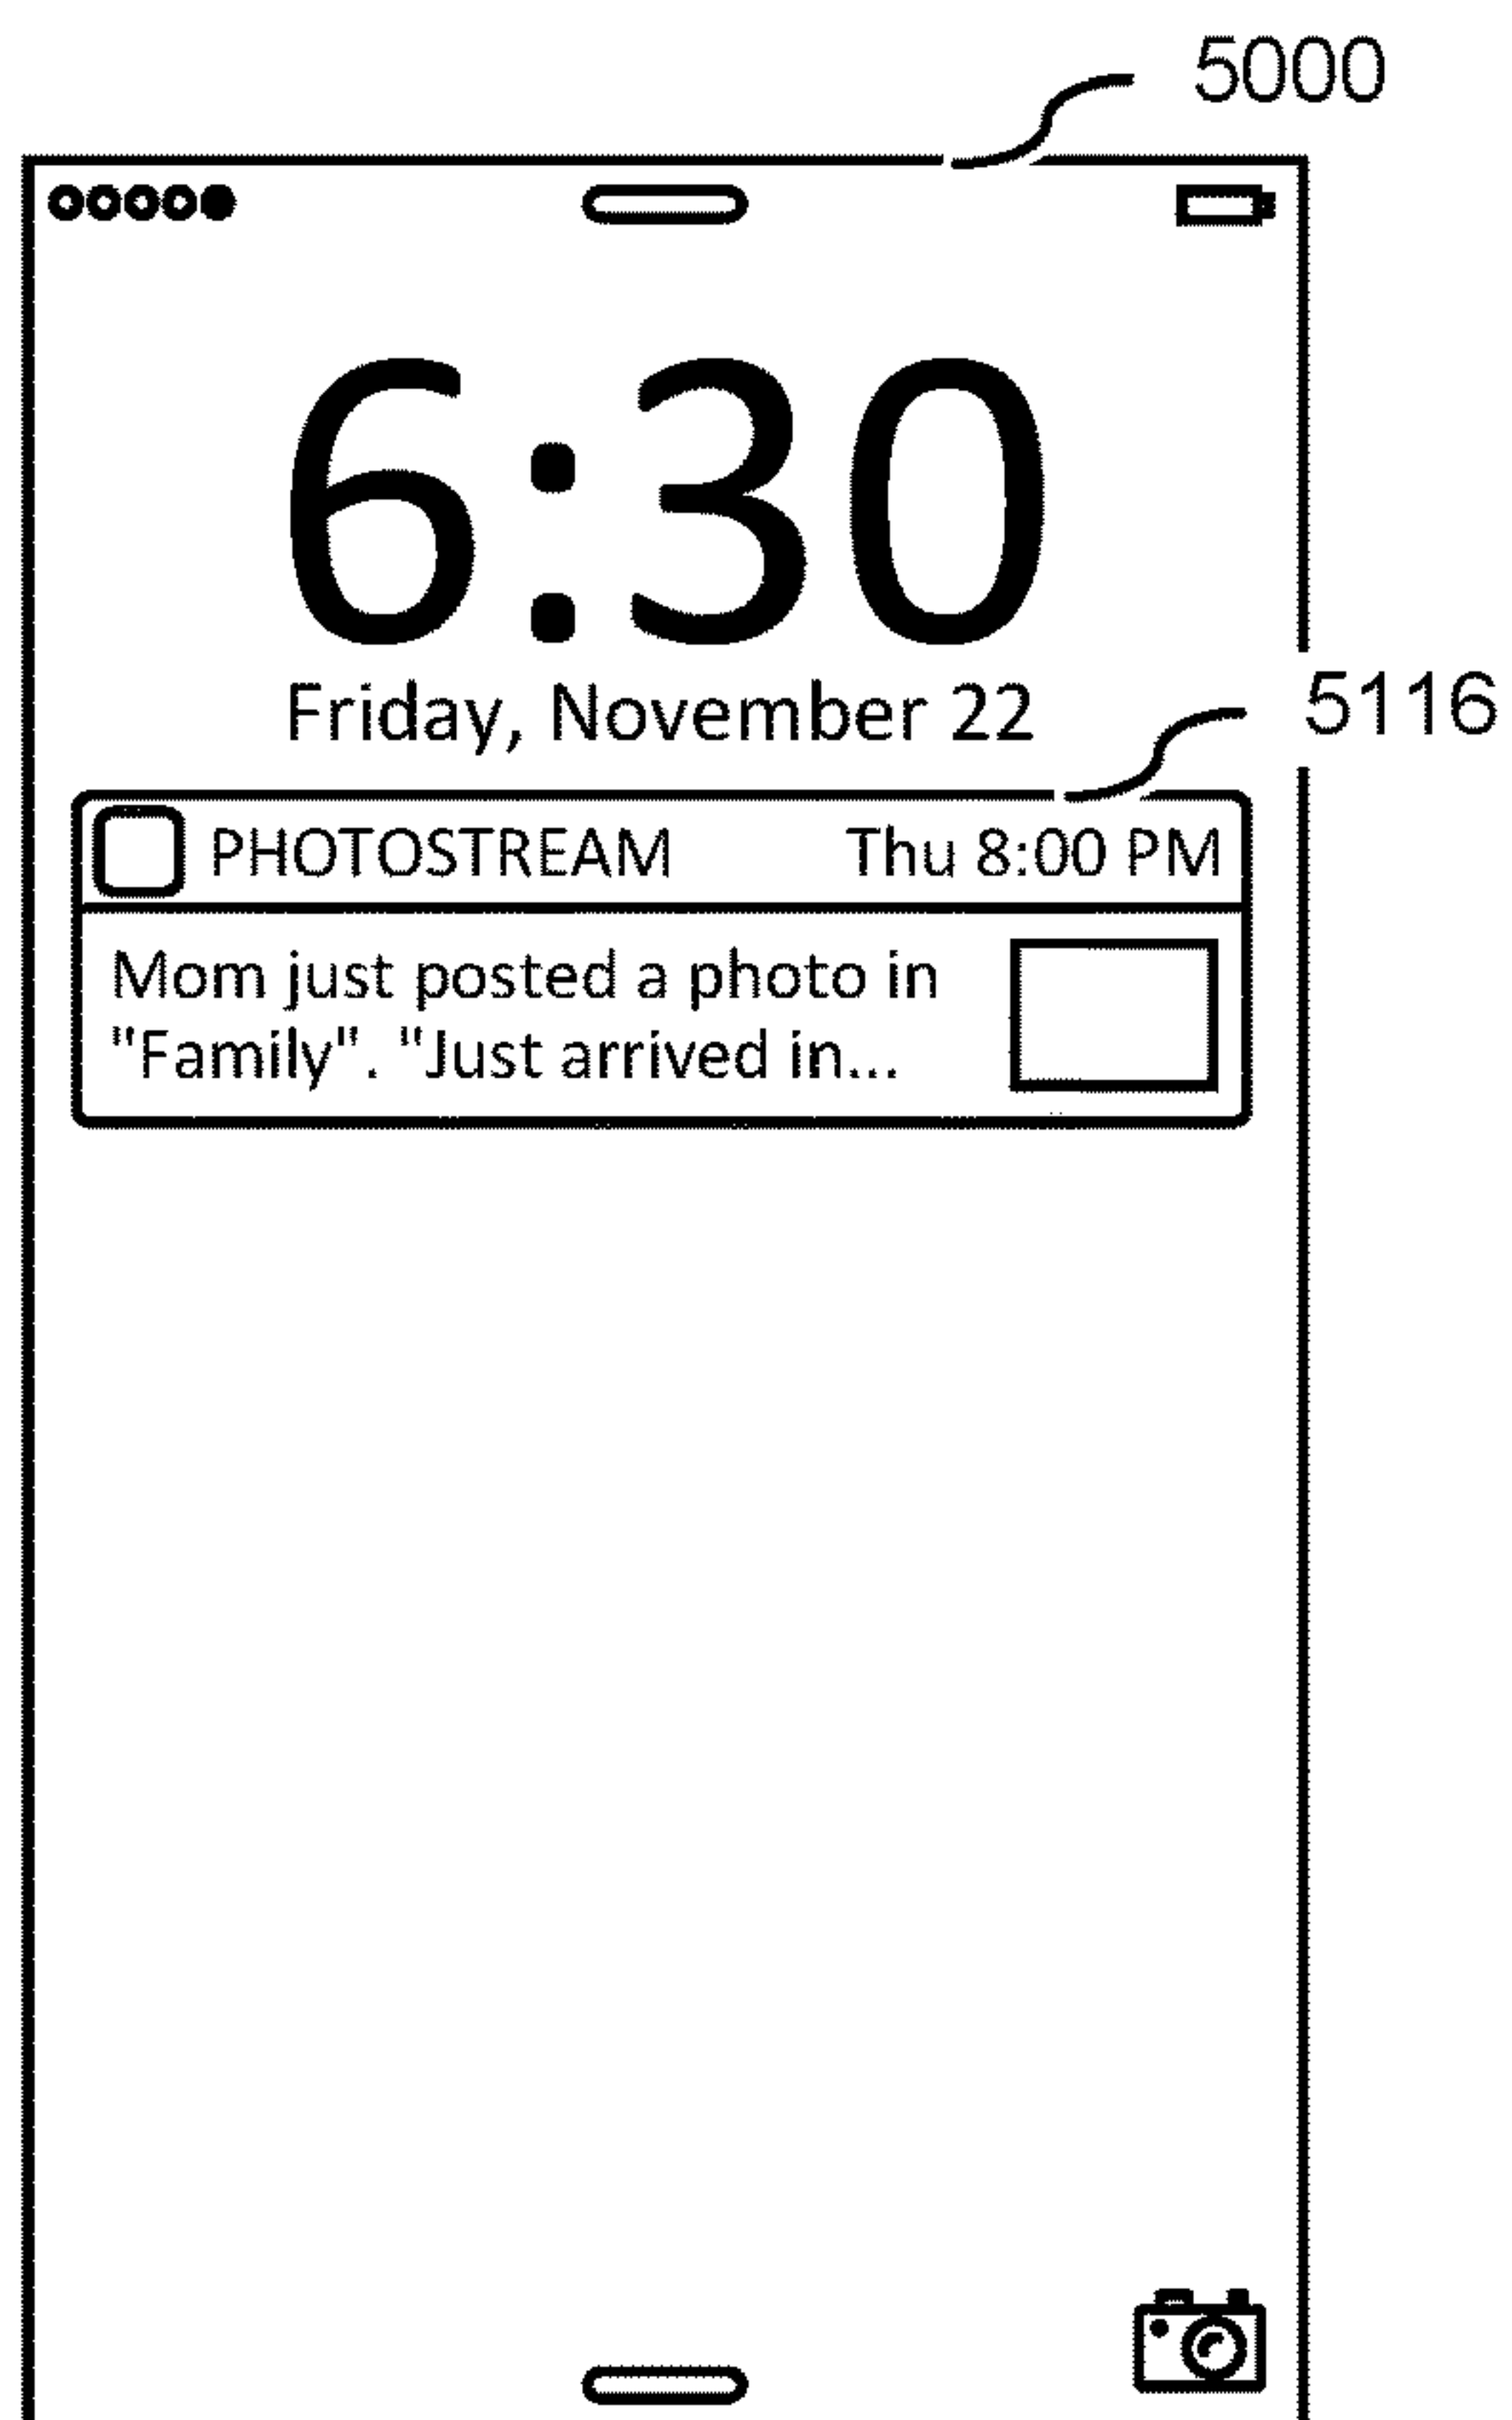 5000
6:30
Friday, November 22
5116
PHOTOSTREAM Thu 8:00 PM
Mom just posted a photo in
"Family". "Just arrived in...